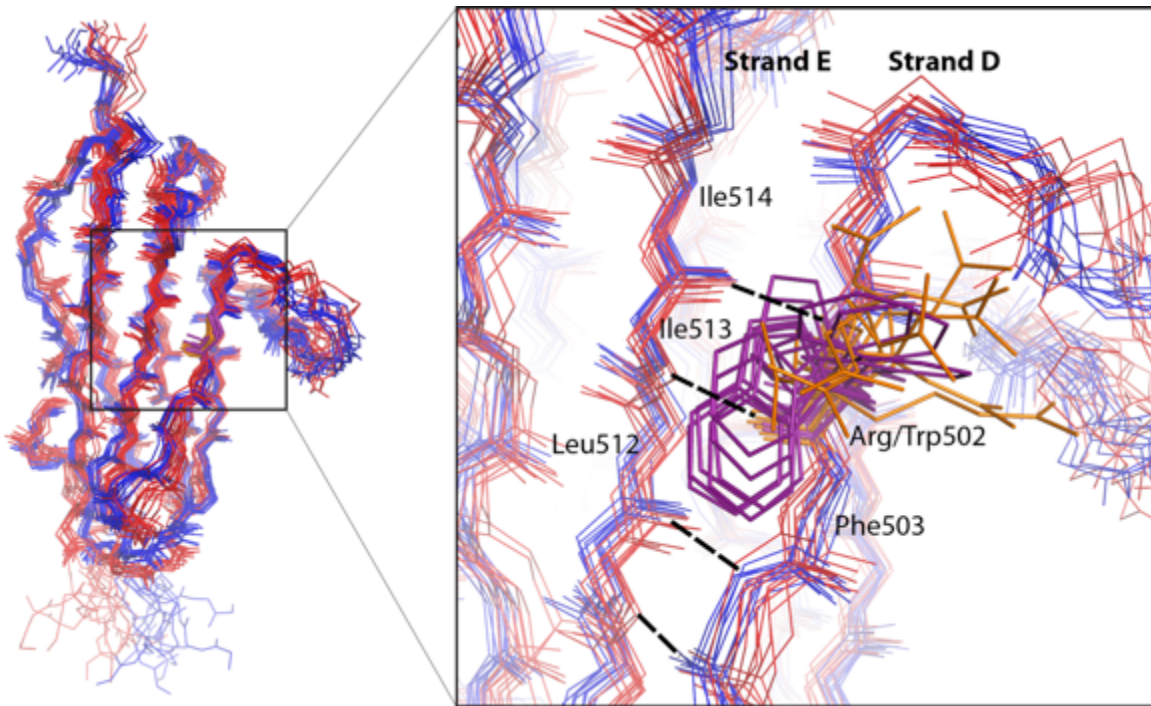 Strand E Strand D
Ile514
Ile513
Leu512
Arg/Trp502
Phe503